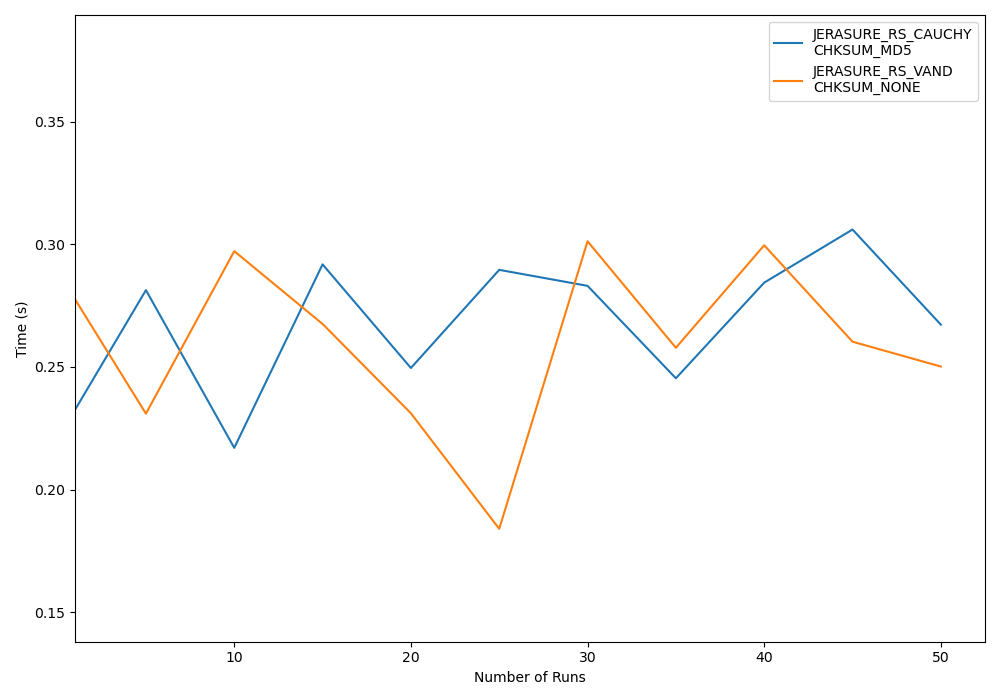 JERASURE_RS_CAUCHY
CHKSUM_MD5
JERASURE_RS_VAND
CHKSUM_NONE
0.35
0.30
0.25
0.20
0.15
Time (s)
10 20 30 40 50
Number of Runs